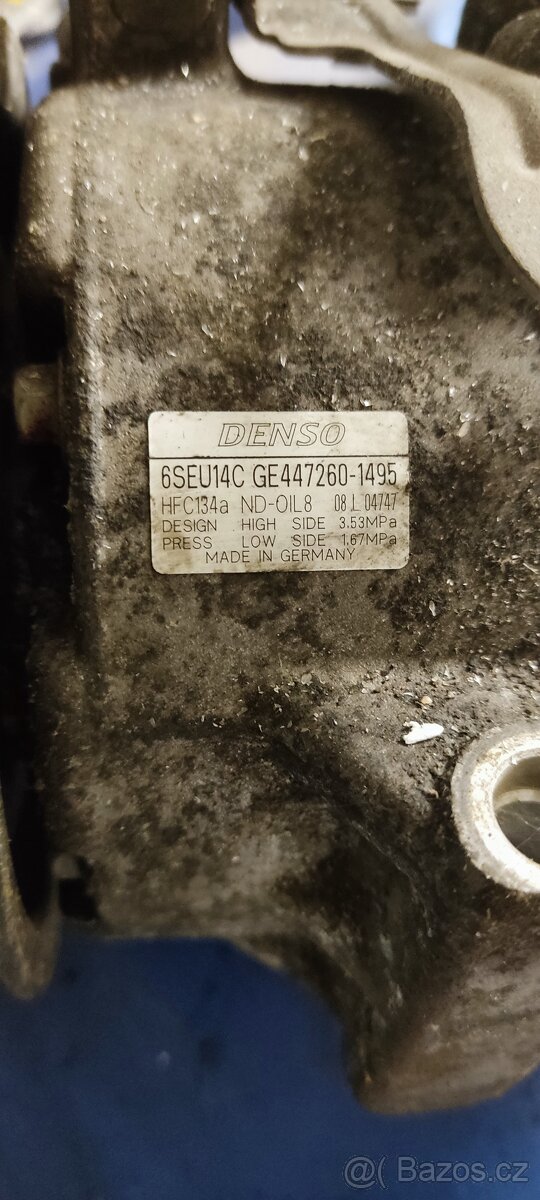 DENSO
6SEU14C GE447260-1495
HFC134a ND-OIL8 08 L 04747
DESIGN HIGH SIDE 3.53MPa
PRESS LOW SIDE 1.67MPa
MADE IN GERMANY
@( Bazos.cz